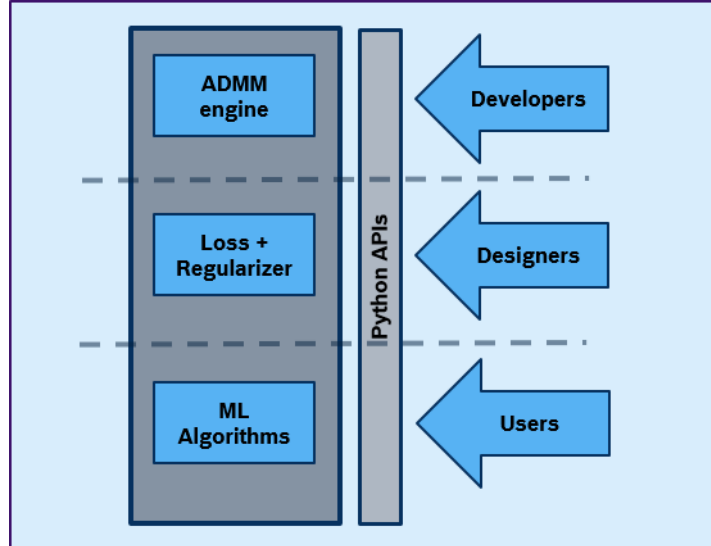 ADMM
engine
Developers
Loss +
Regularizer
Python APIs
Designers
ML
Algorithms
Users